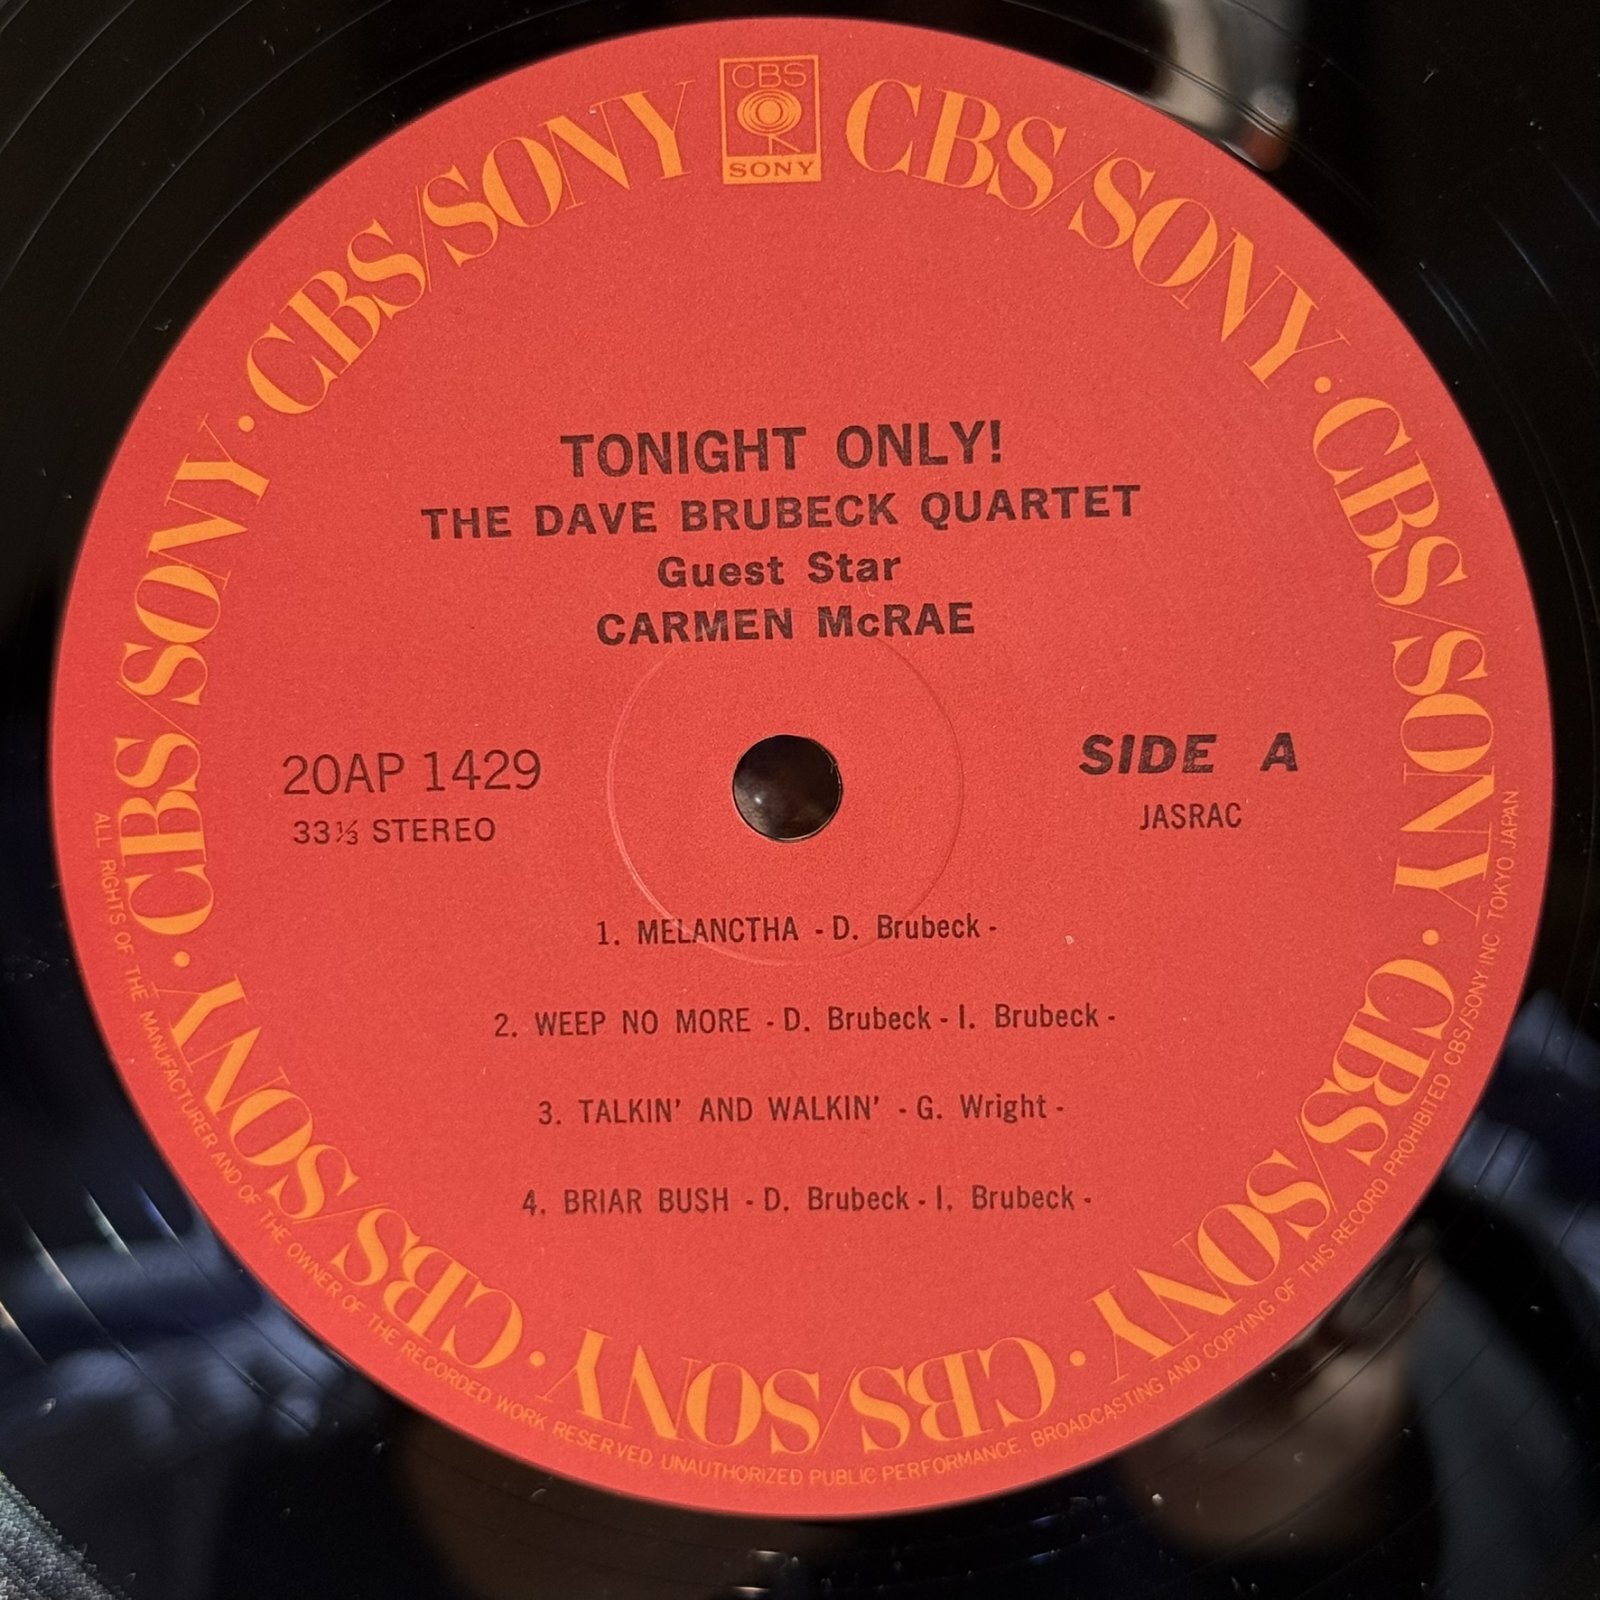 CBS
SONY
CBS/SONY · CBS/SONY · CBS/SONY · CBS/SONY · CBS/SONY · CBS/SONY · CBS/SONY
TONIGHT ONLY!
THE DAVE BRUBECK QUARTET
Guest Star
CARMEN McRAE
20AP 1429
33⅓ STEREO
SIDE A
JASRAC
1. MELANCTHA - D. Brubeck -
2. WEEP NO MORE - D. Brubeck - I. Brubeck -
3. TALKIN' AND WALKIN' - G. Wright -
4. BRIAR BUSH - D. Brubeck - I. Brubeck -
ALL RIGHTS OF THE MANUFACTURER AND OF THE OWNER OF THE RECORDED WORK RESERVED UNAUTHORIZED PUBLIC PERFORMANCE. BROADCASTING AND COPYING OF THIS RECORD PROHIBITED CBS/SONY INC TOKYO JAPAN